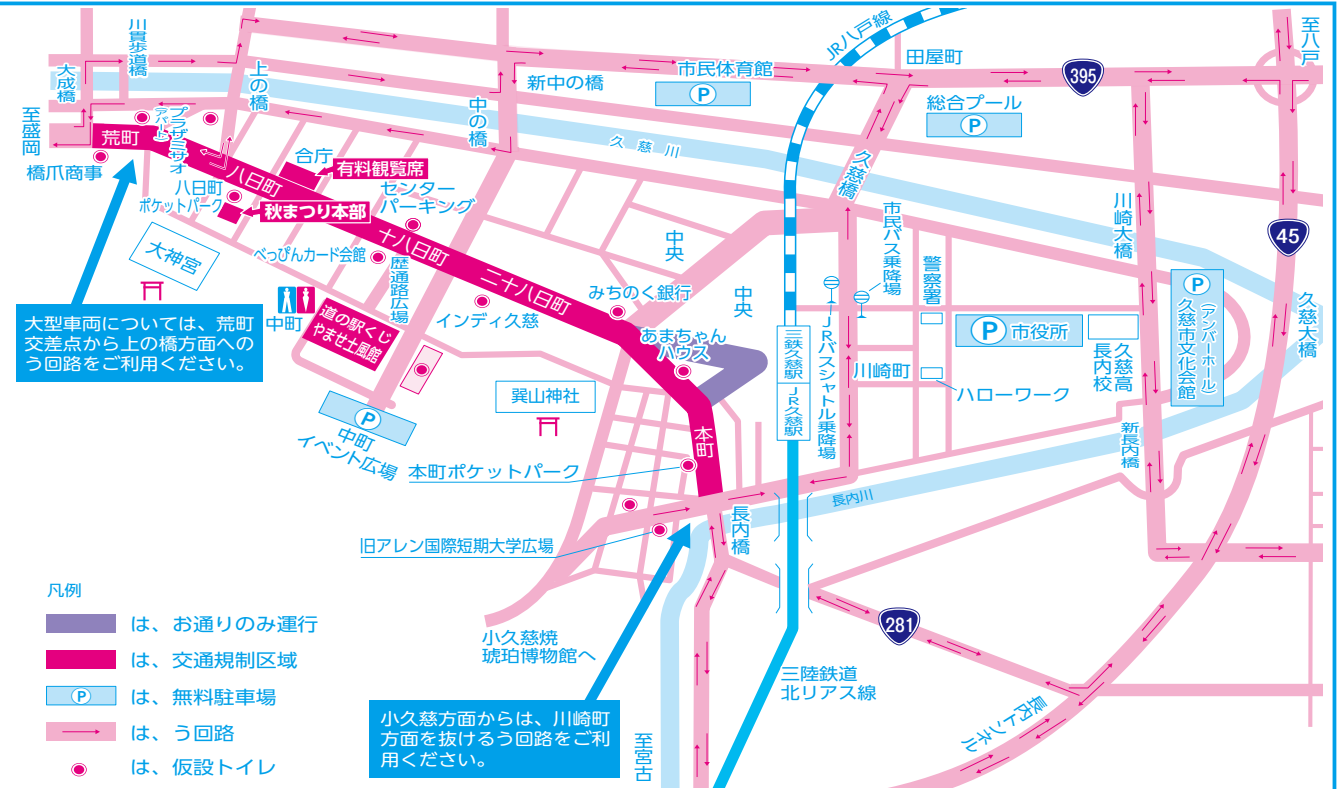 川貫歩道橋
大成橋
上の橋
至盛岡
プラザミサオ
アパート
荒町
橋爪商事
八日町
合庁
有料観覧席
八日町
ポケットパーク
秋まつり本部
センター
パーキング
大神宮
べっぴんカード会館
十八日町
歴通路広場
二十八日町
中の橋
新中の橋
市民体育館
P
JR八戸線
田屋町
395
至八戸
総合プール
P
久慈川
久慈橋
川崎大橋
45
久慈大橋
中央
中央
市民バス乗降場
警察署
P 市役所
久慈高
長内校
P
(アンバーホール)
久慈市文化会館
大型車両については、荒町
交差点から上の橋方面への
う回路をご利用ください。
中町
道の駅くじ
やませ土風館
インディ久慈
みちのく銀行
あまちゃん
ハウス
三鉄久慈駅
JR久慈駅
JRバスシャトル乗降場
川崎町
ハローワーク
新長内橋
P
中町
イベント広場
巽山神社
本町
本町ポケットパーク
旧アレン国際短期大学広場
長内橋
長内川
小久慈焼
琥珀博物館へ
281
三陸鉄道
北リアス線
長内トンネル
至宮古
小久慈方面からは、川崎町
方面を抜けるう回路をご利
用ください。
凡例
は、お通りのみ運行
は、交通規制区域
P は、無料駐車場
は、う回路
は、仮設トイレ